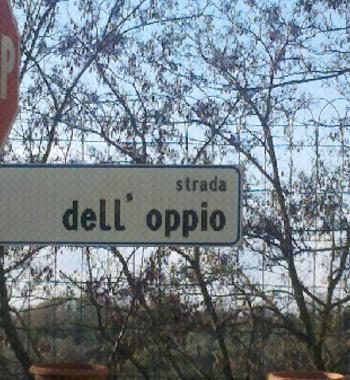 P
strada
dell' oppio